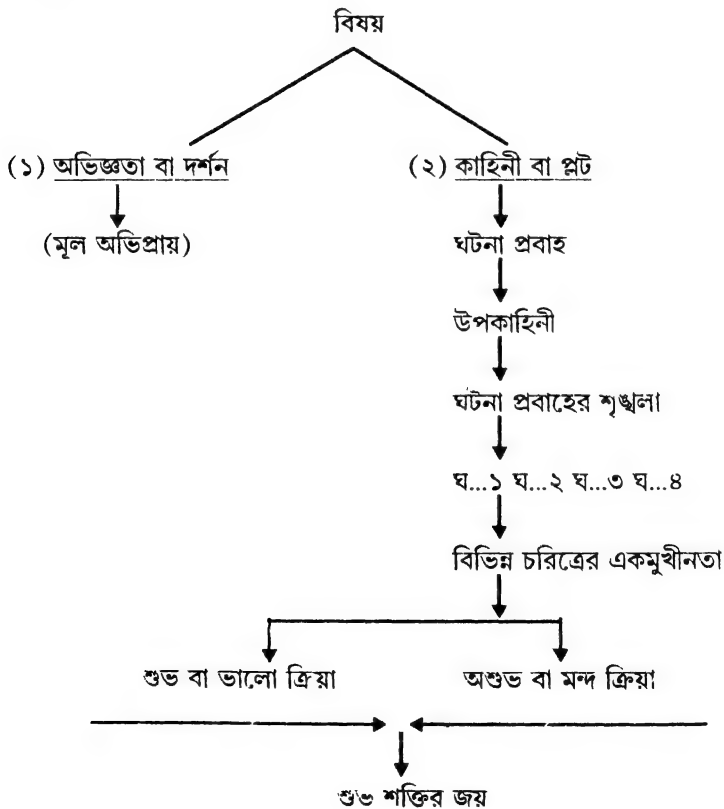 বিষয়
(১) অভিজ্ঞতা বা দর্শন (২) কাহিনী বা প্লট
(মূল অভিপ্রায়) ঘটনা প্রবাহ
উপকাহিনী
ঘটনা প্রবাহের শৃঙ্খলা
ঘ...১ ঘ...২ ঘ...৩ ঘ...৪
বিভিন্ন চরিত্রের একমুখীনতা
শুভ বা ভালো ক্রিয়া অশুভ বা মন্দ ক্রিয়া
শুভ শক্তির জয়